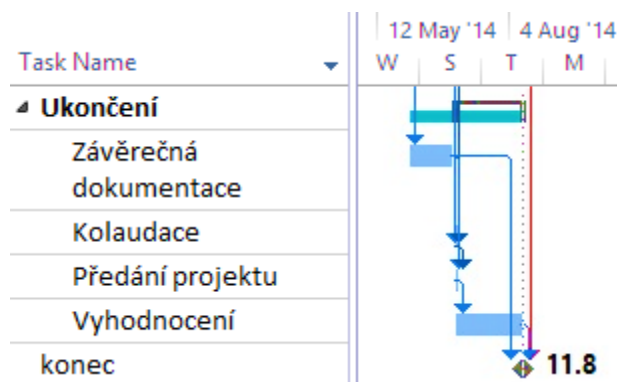 12 May '14 4 Aug '14
Task Name W S T M
Ukončení
Závěrečná
dokumentace
Kolaudace
Předání projektu
Vyhodnocení
konec 11.8